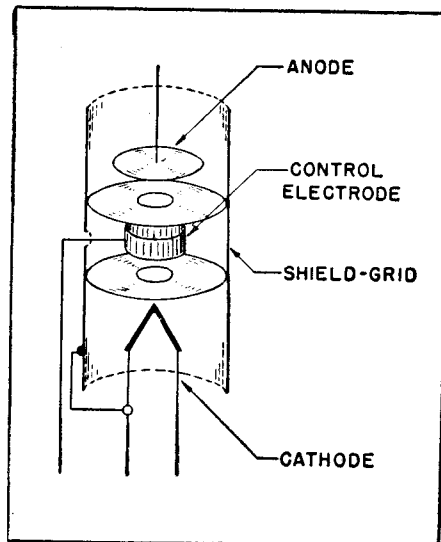 ANODE
CONTROL
ELECTRODE
SHIELD-GRID
CATHODE